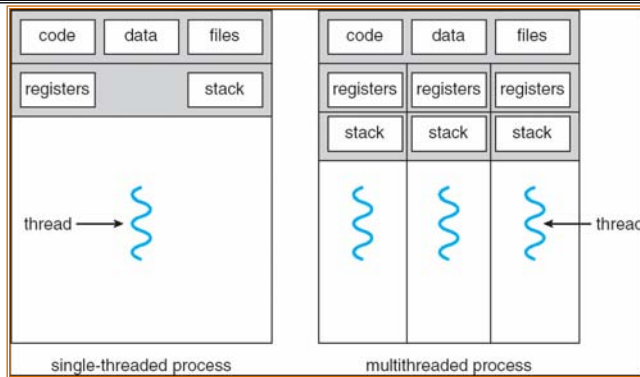 code data files
registers stack
thread
single-threaded process
code data files
registers registers registers
stack stack stack
thread
multithreaded process